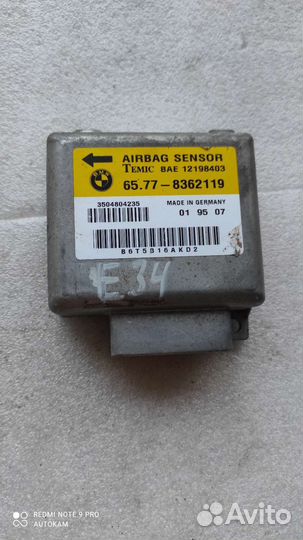 AIRBAG SENSOR
TEMIC BAE 12198403
BMW
65.77-8362119
3504804235
MADE IN GERMANY
01 95 07
B6T5B16AKD2
E34
REDMI NOTE 9 PRO
AUTOKAM
Avito